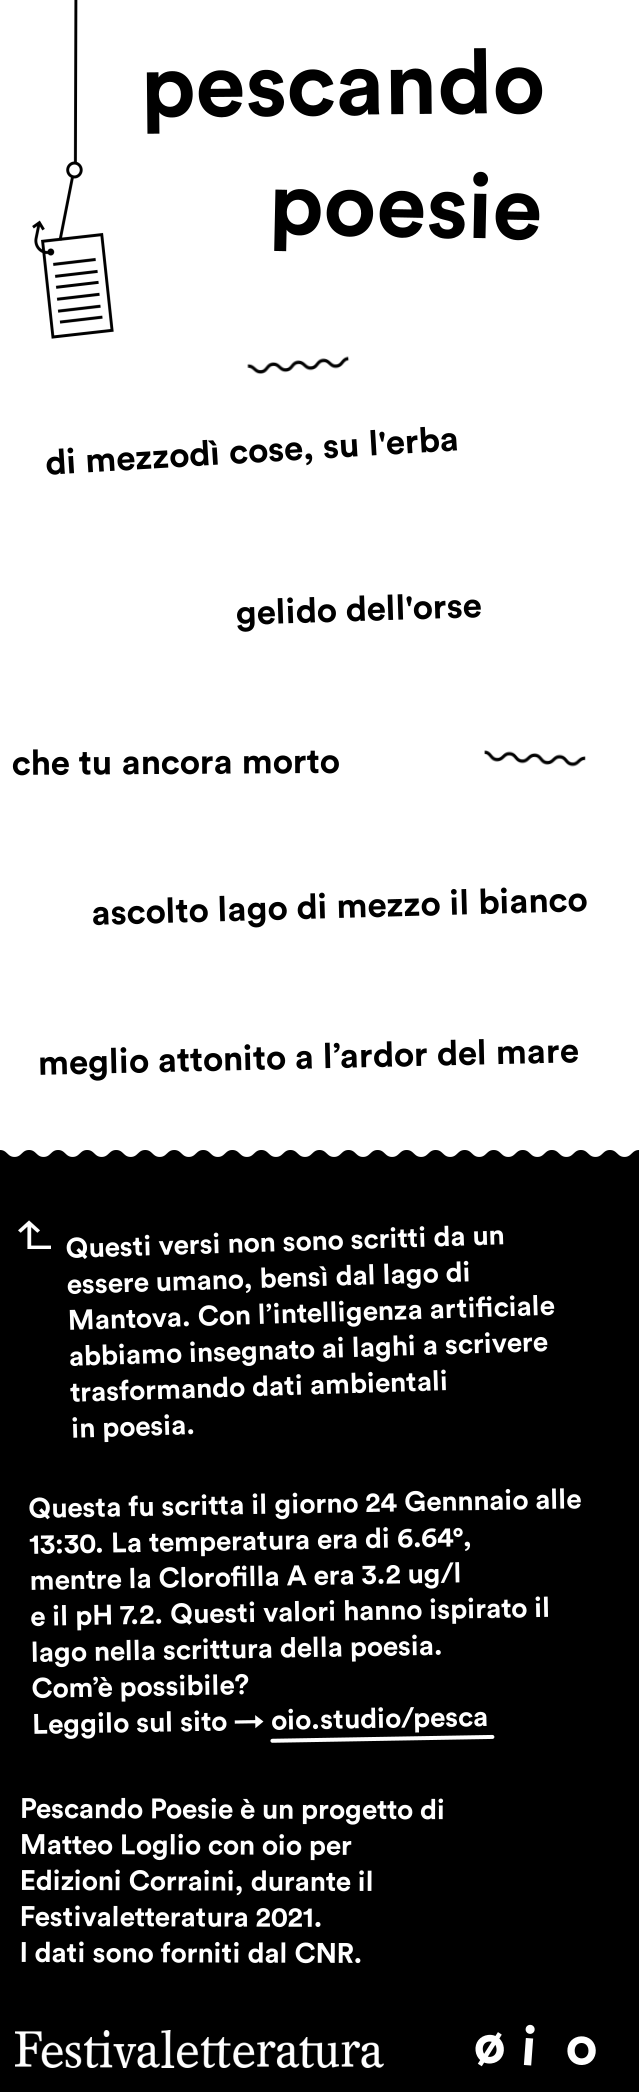 pescando
poesie
di mezzodì cose, su l'erba
gelido dell'orse
che tu ancora morto
ascolto lago di mezzo il bianco
meglio attonito a l’ardor del mare
Questi versi non sono scritti da un
essere umano, bensì dal lago di
Mantova. Con l’intelligenza artificiale
abbiamo insegnato ai laghi a scrivere
trasformando dati ambientali
in poesia.
Questa fu scritta il giorno 24 Gennnaio alle
13:30. La temperatura era di 6.64°,
mentre la Clorofilla A era 3.2 ug/l
e il pH 7.2. Questi valori hanno ispirato il
lago nella scrittura della poesia.
Com’è possibile?
Leggilo sul sito → oio.studio/pesca
Pescando Poesie è un progetto di
Matteo Loglio con oio per
Edizioni Corraini, durante il
Festivaletteratura 2021.
I dati sono forniti dal CNR.
Festivaletteratura ø i o